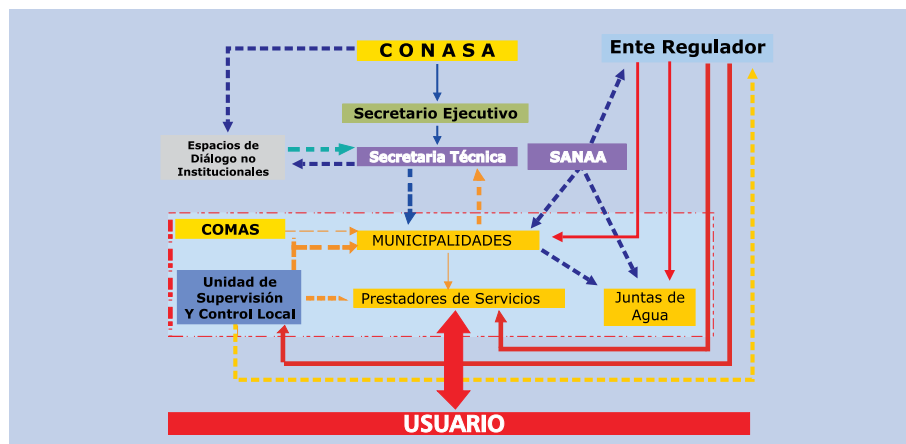 CONASA
Ente Regulador
Secretario Ejecutivo
Espacios de
Diálogo no
Institucionales
Secretaria Técnica
SANAA
COMAS
MUNICIPALIDADES
Unidad de
Supervisión
Y Control Local
Prestadores de Servicios
Juntas de
Agua
USUARIO